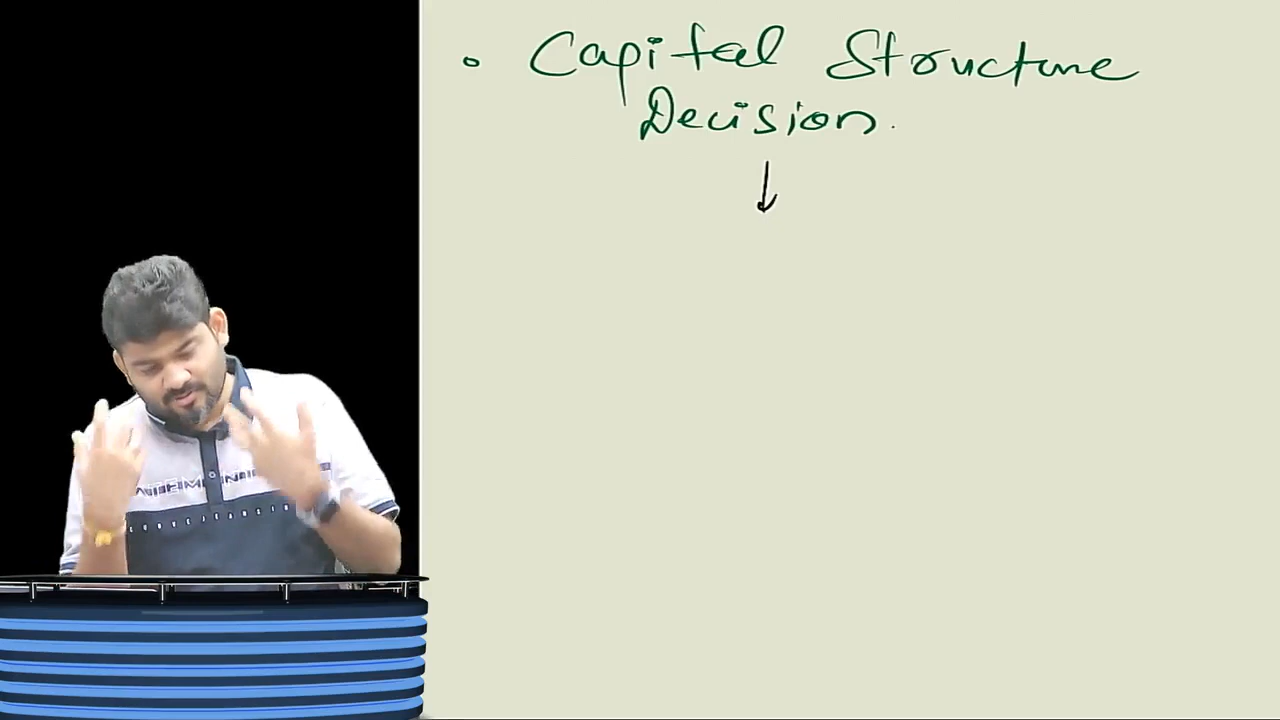 • Capital Structure
Decision.
↓